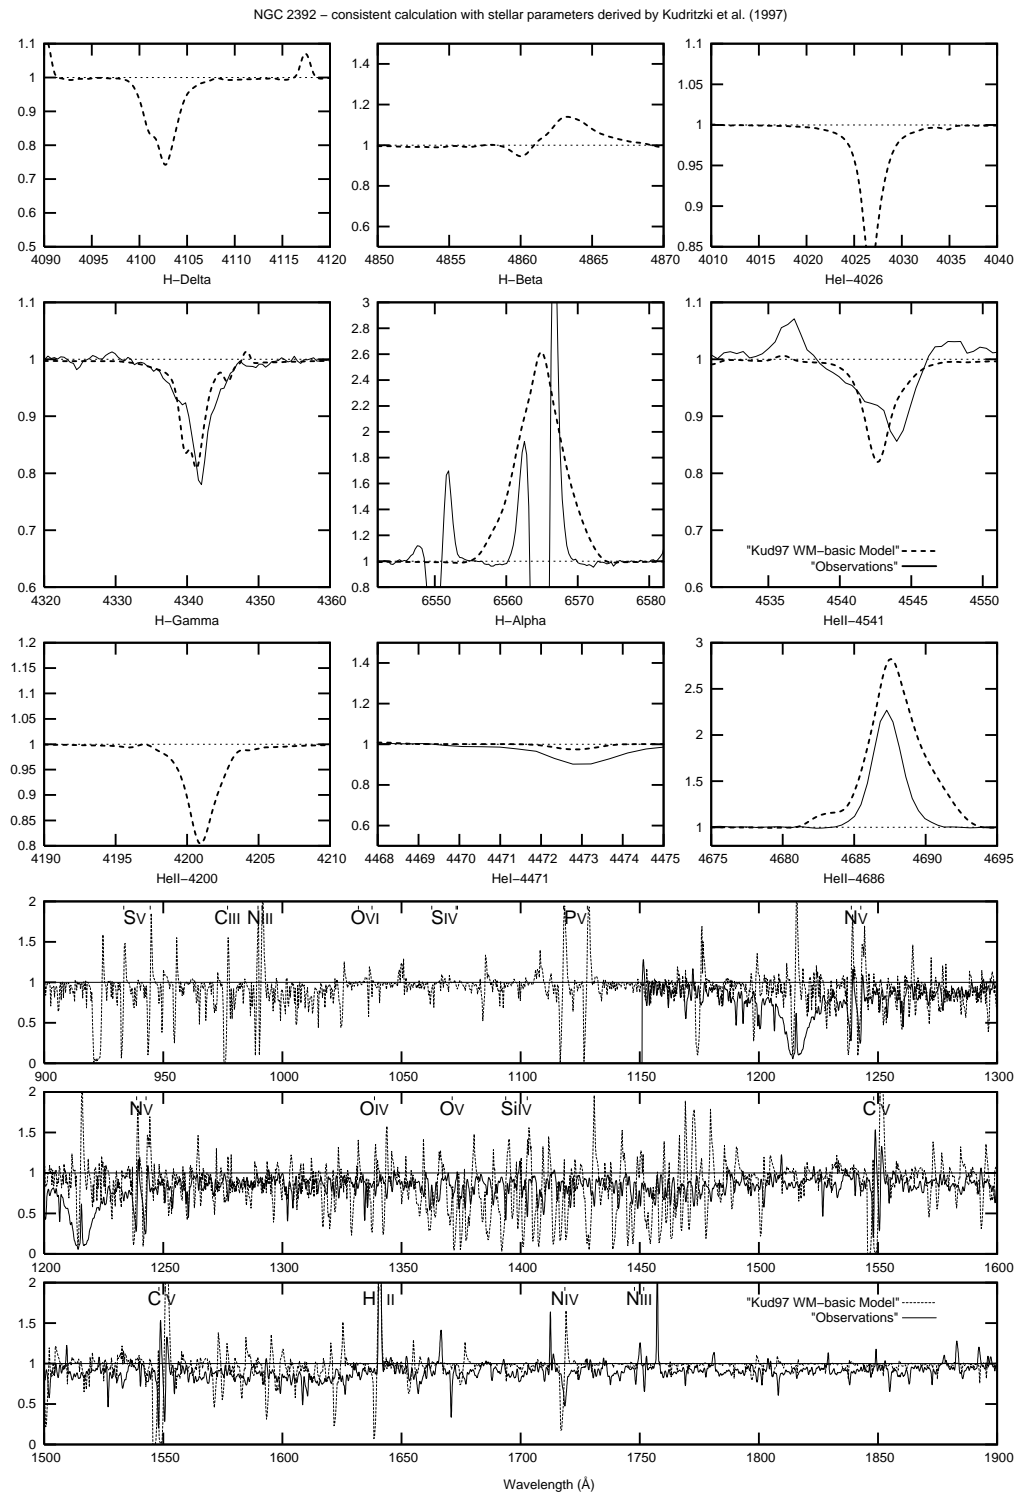 NGC 2392 – consistent calculation with stellar parameters derived by Kudritzki et al. (1997)
1.1
1
0.9
0.8
0.7
0.6
0.5
4090 4095 4100 4105 4110 4115 4120
H–Delta
1.4
1.2
1
0.8
0.6
4850 4855 4860 4865 4870
H–Beta
1.1
1.05
1
0.95
0.9
0.85
4010 4015 4020 4025 4030 4035 4040
HeI–4026
1.1
1
0.9
0.8
0.7
0.6
4320 4330 4340 4350 4360
H–Gamma
3
2.8
2.6
2.4
2.2
2
1.8
1.6
1.4
1.2
1
0.8
6550 6560 6570 6580
H–Alpha
1.1
1
0.9
0.8
0.7
0.6
"Kud97 WM–basic Model"
"Observations"
4535 4540 4545 4550
HeII–4541
1.2
1.15
1.1
1.05
1
0.95
0.9
0.85
0.8
4190 4195 4200 4205 4210
HeII–4200
1.4
1.2
1
0.8
0.6
4468 4469 4470 4471 4472 4473 4474 4475
HeI–4471
3
2.5
2
1.5
1
4675 4680 4685 4690 4695
HeII–4686
2
SV CIII NIII OVI SIV PV NV
1.5
1
0.5
0
900 950 1000 1050 1100 1150 1200 1250 1300
2
NV OIV OV SiIV C IV
1.5
1
0.5
0
1200 1250 1300 1350 1400 1450 1500 1550 1600
2
C IV H II NIV NIII
"Kud97 WM–basic Model"
"Observations"
1.5
1
0.5
0
1500 1550 1600 1650 1700 1750 1800 1850 1900
Wavelength (Å)